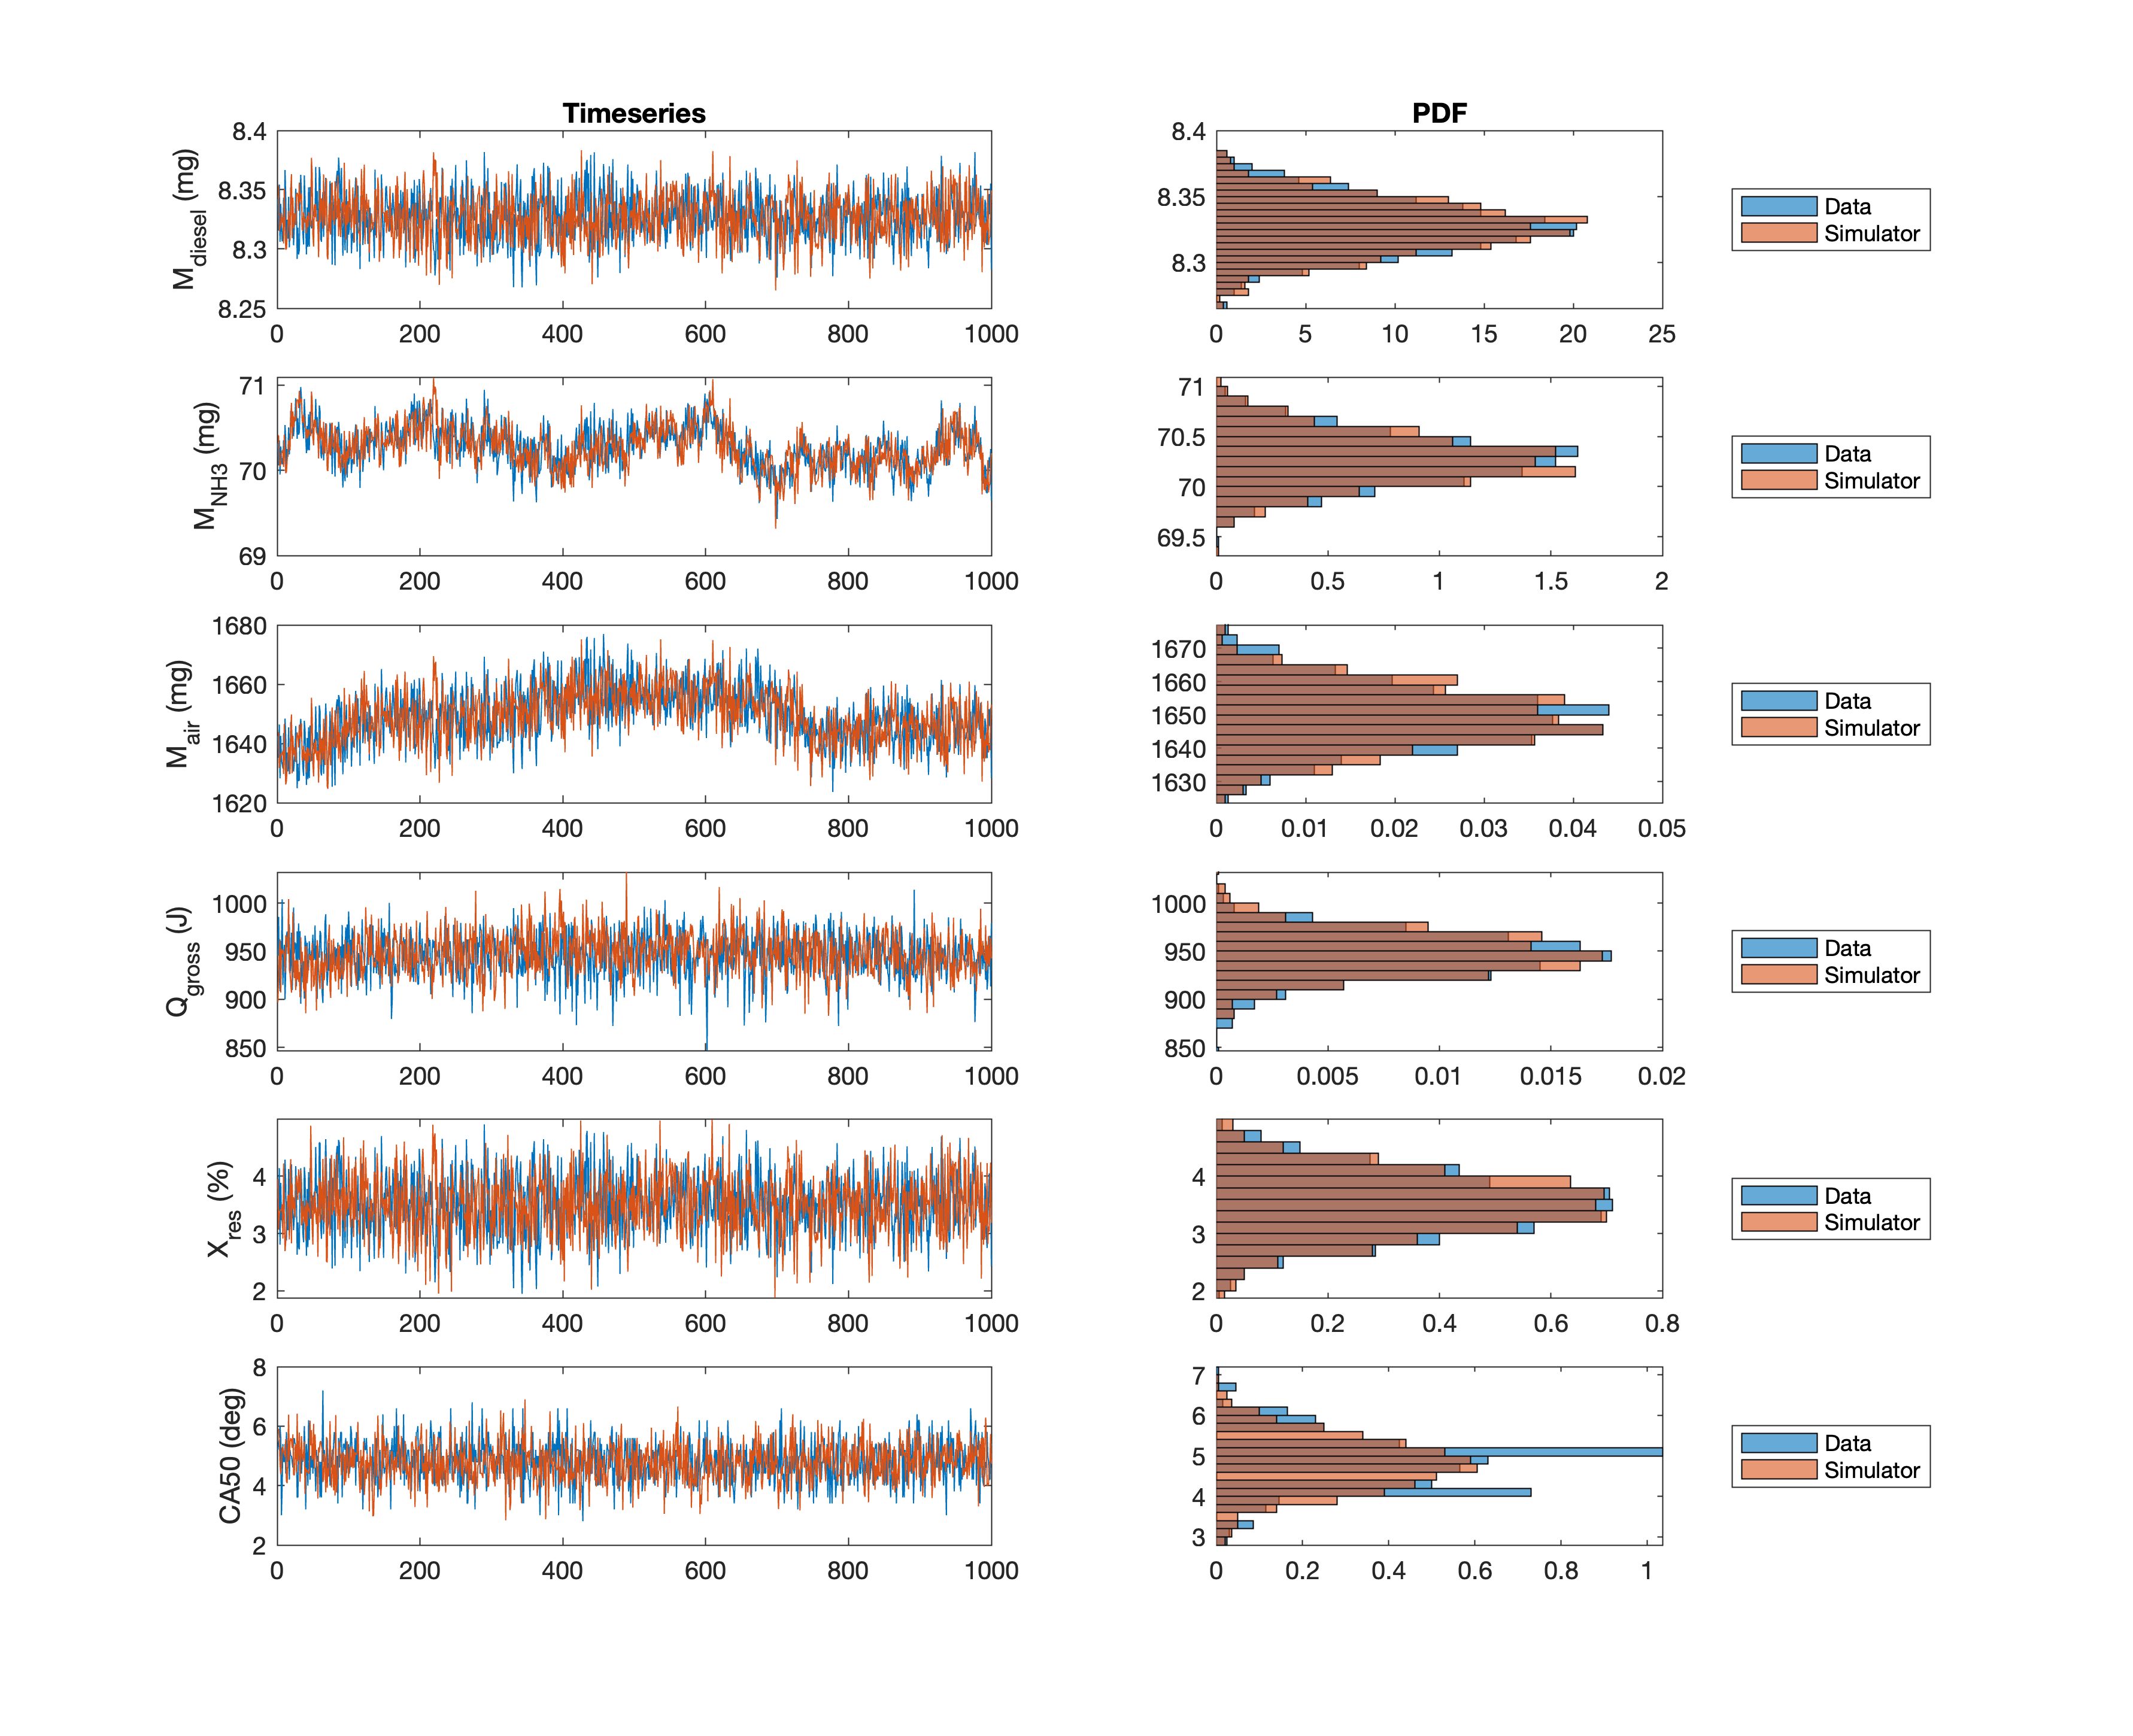 Timeseries
PDF
M_diesel (mg)
8.4
8.35
8.3
8.25
0 200 400 600 800 1000
8.4
8.35
8.3
0 5 10 15 20 25
Data
Simulator
M_NH3 (mg)
71
70
69
0 200 400 600 800 1000
71
70.5
70
69.5
0 0.5 1 1.5 2
Data
Simulator
M_air (mg)
1680
1660
1640
1620
0 200 400 600 800 1000
1670
1660
1650
1640
1630
0 0.01 0.02 0.03 0.04 0.05
Data
Simulator
Q_gross (J)
1000
950
900
850
0 200 400 600 800 1000
1000
950
900
850
0 0.005 0.01 0.015 0.02
Data
Simulator
X_res (%)
4
3
2
0 200 400 600 800 1000
4
3
2
0 0.2 0.4 0.6 0.8
Data
Simulator
CA50 (deg)
8
6
4
2
0 200 400 600 800 1000
7
6
5
4
3
0 0.2 0.4 0.6 0.8 1
Data
Simulator